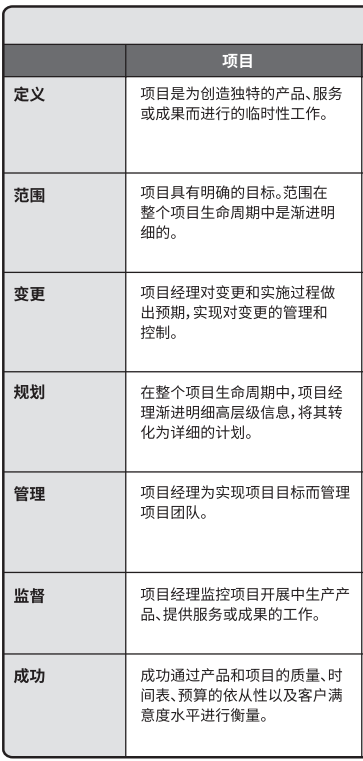 项目
定义
项目是为创造独特的产品、服务
或成果而进行的临时性工作。
范围
项目具有明确的目标。范围在
整个项目生命周期中是渐进明
细的。
变更
项目经理对变更和实施过程做
出预期，实现对变更的管理和
控制。
规划
在整个项目生命周期中，项目经
理渐进明细高层级信息，将其转
化为详细的计划。
管理
项目经理为实现项目目标而管理
项目团队。
监督
项目经理监控项目开展中生产产
品、提供服务或成果的工作。
成功
成功通过产品和项目的质量、时
间表、预算的依从性以及客户满
意度水平进行衡量。